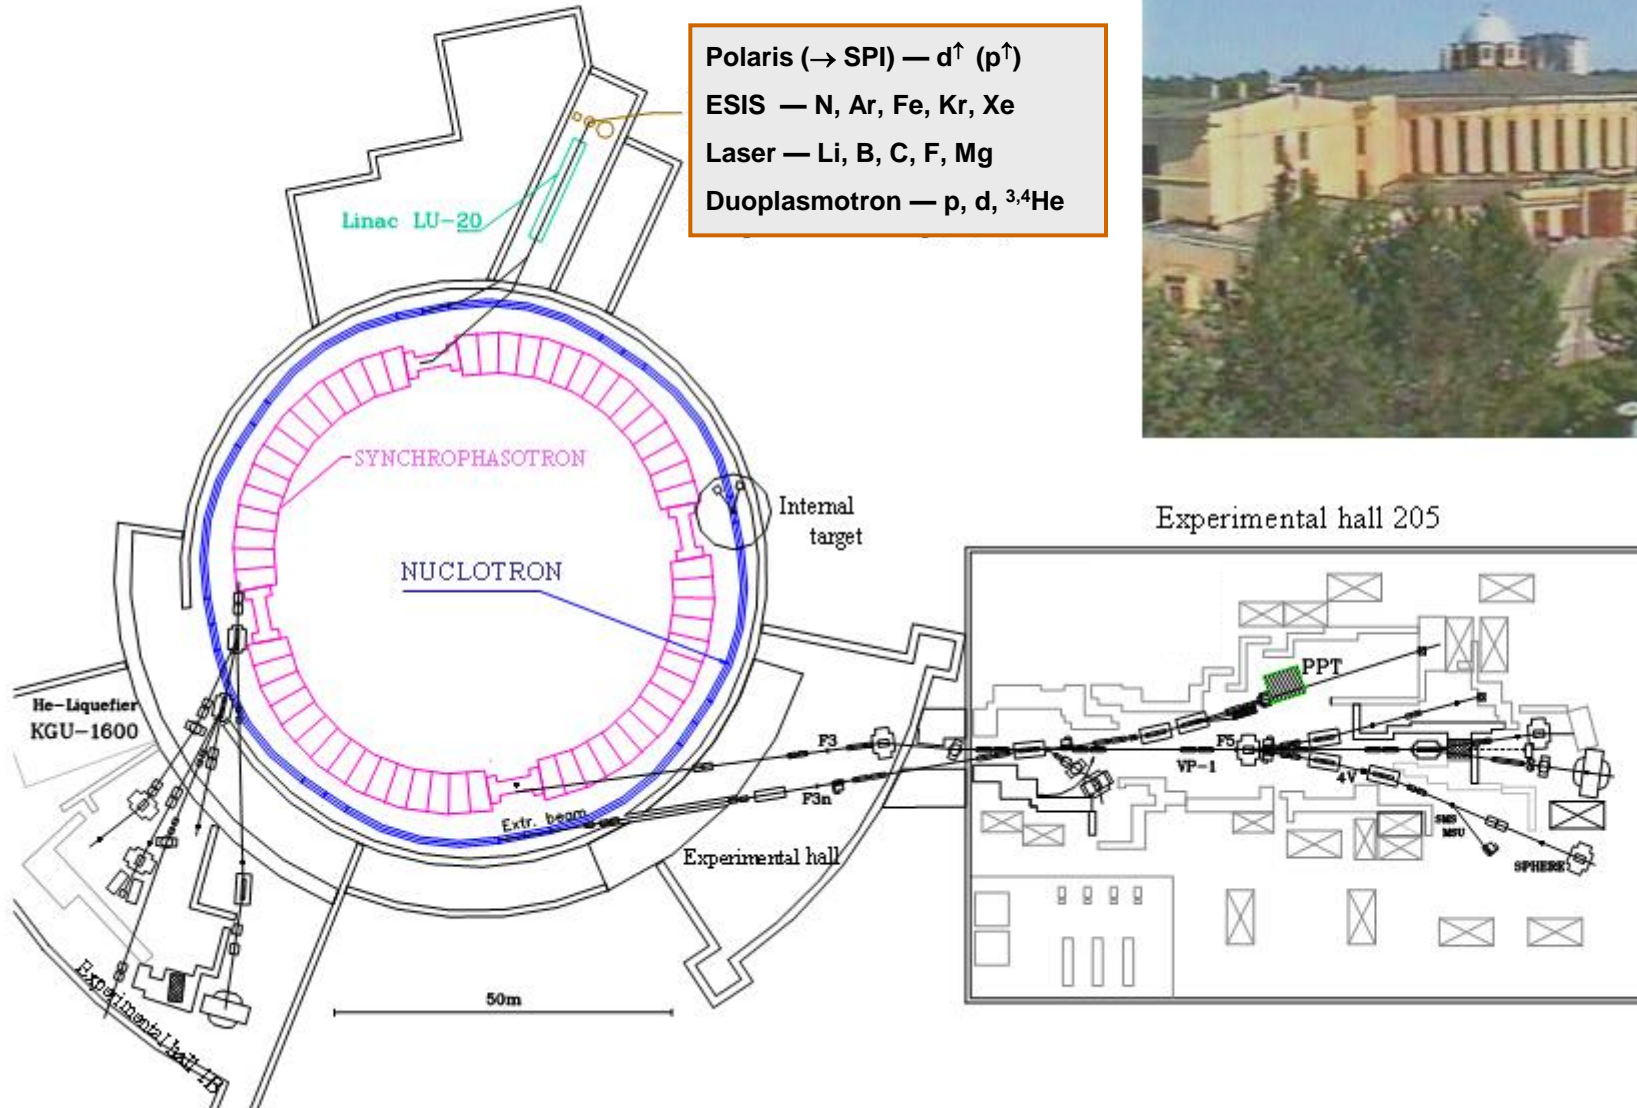 Polaris (→ SPI) — d↑ (p↑)
ESIS — N, Ar, Fe, Kr, Xe
Laser — Li, B, C, F, Mg
Duoplasmotron — p, d, ³,⁴He
Linac LU-20
SYNCHROPHASOTRON
Internal
target
Experimental hall 205
NUCLOTRON
PPT
He-Liquefier
KGU-1600
F3
F5
VP-1
4V
F3n
Extr. beam
SMS
MSU
Experimental hall
SPHERE
50m
Experimental hall 1B